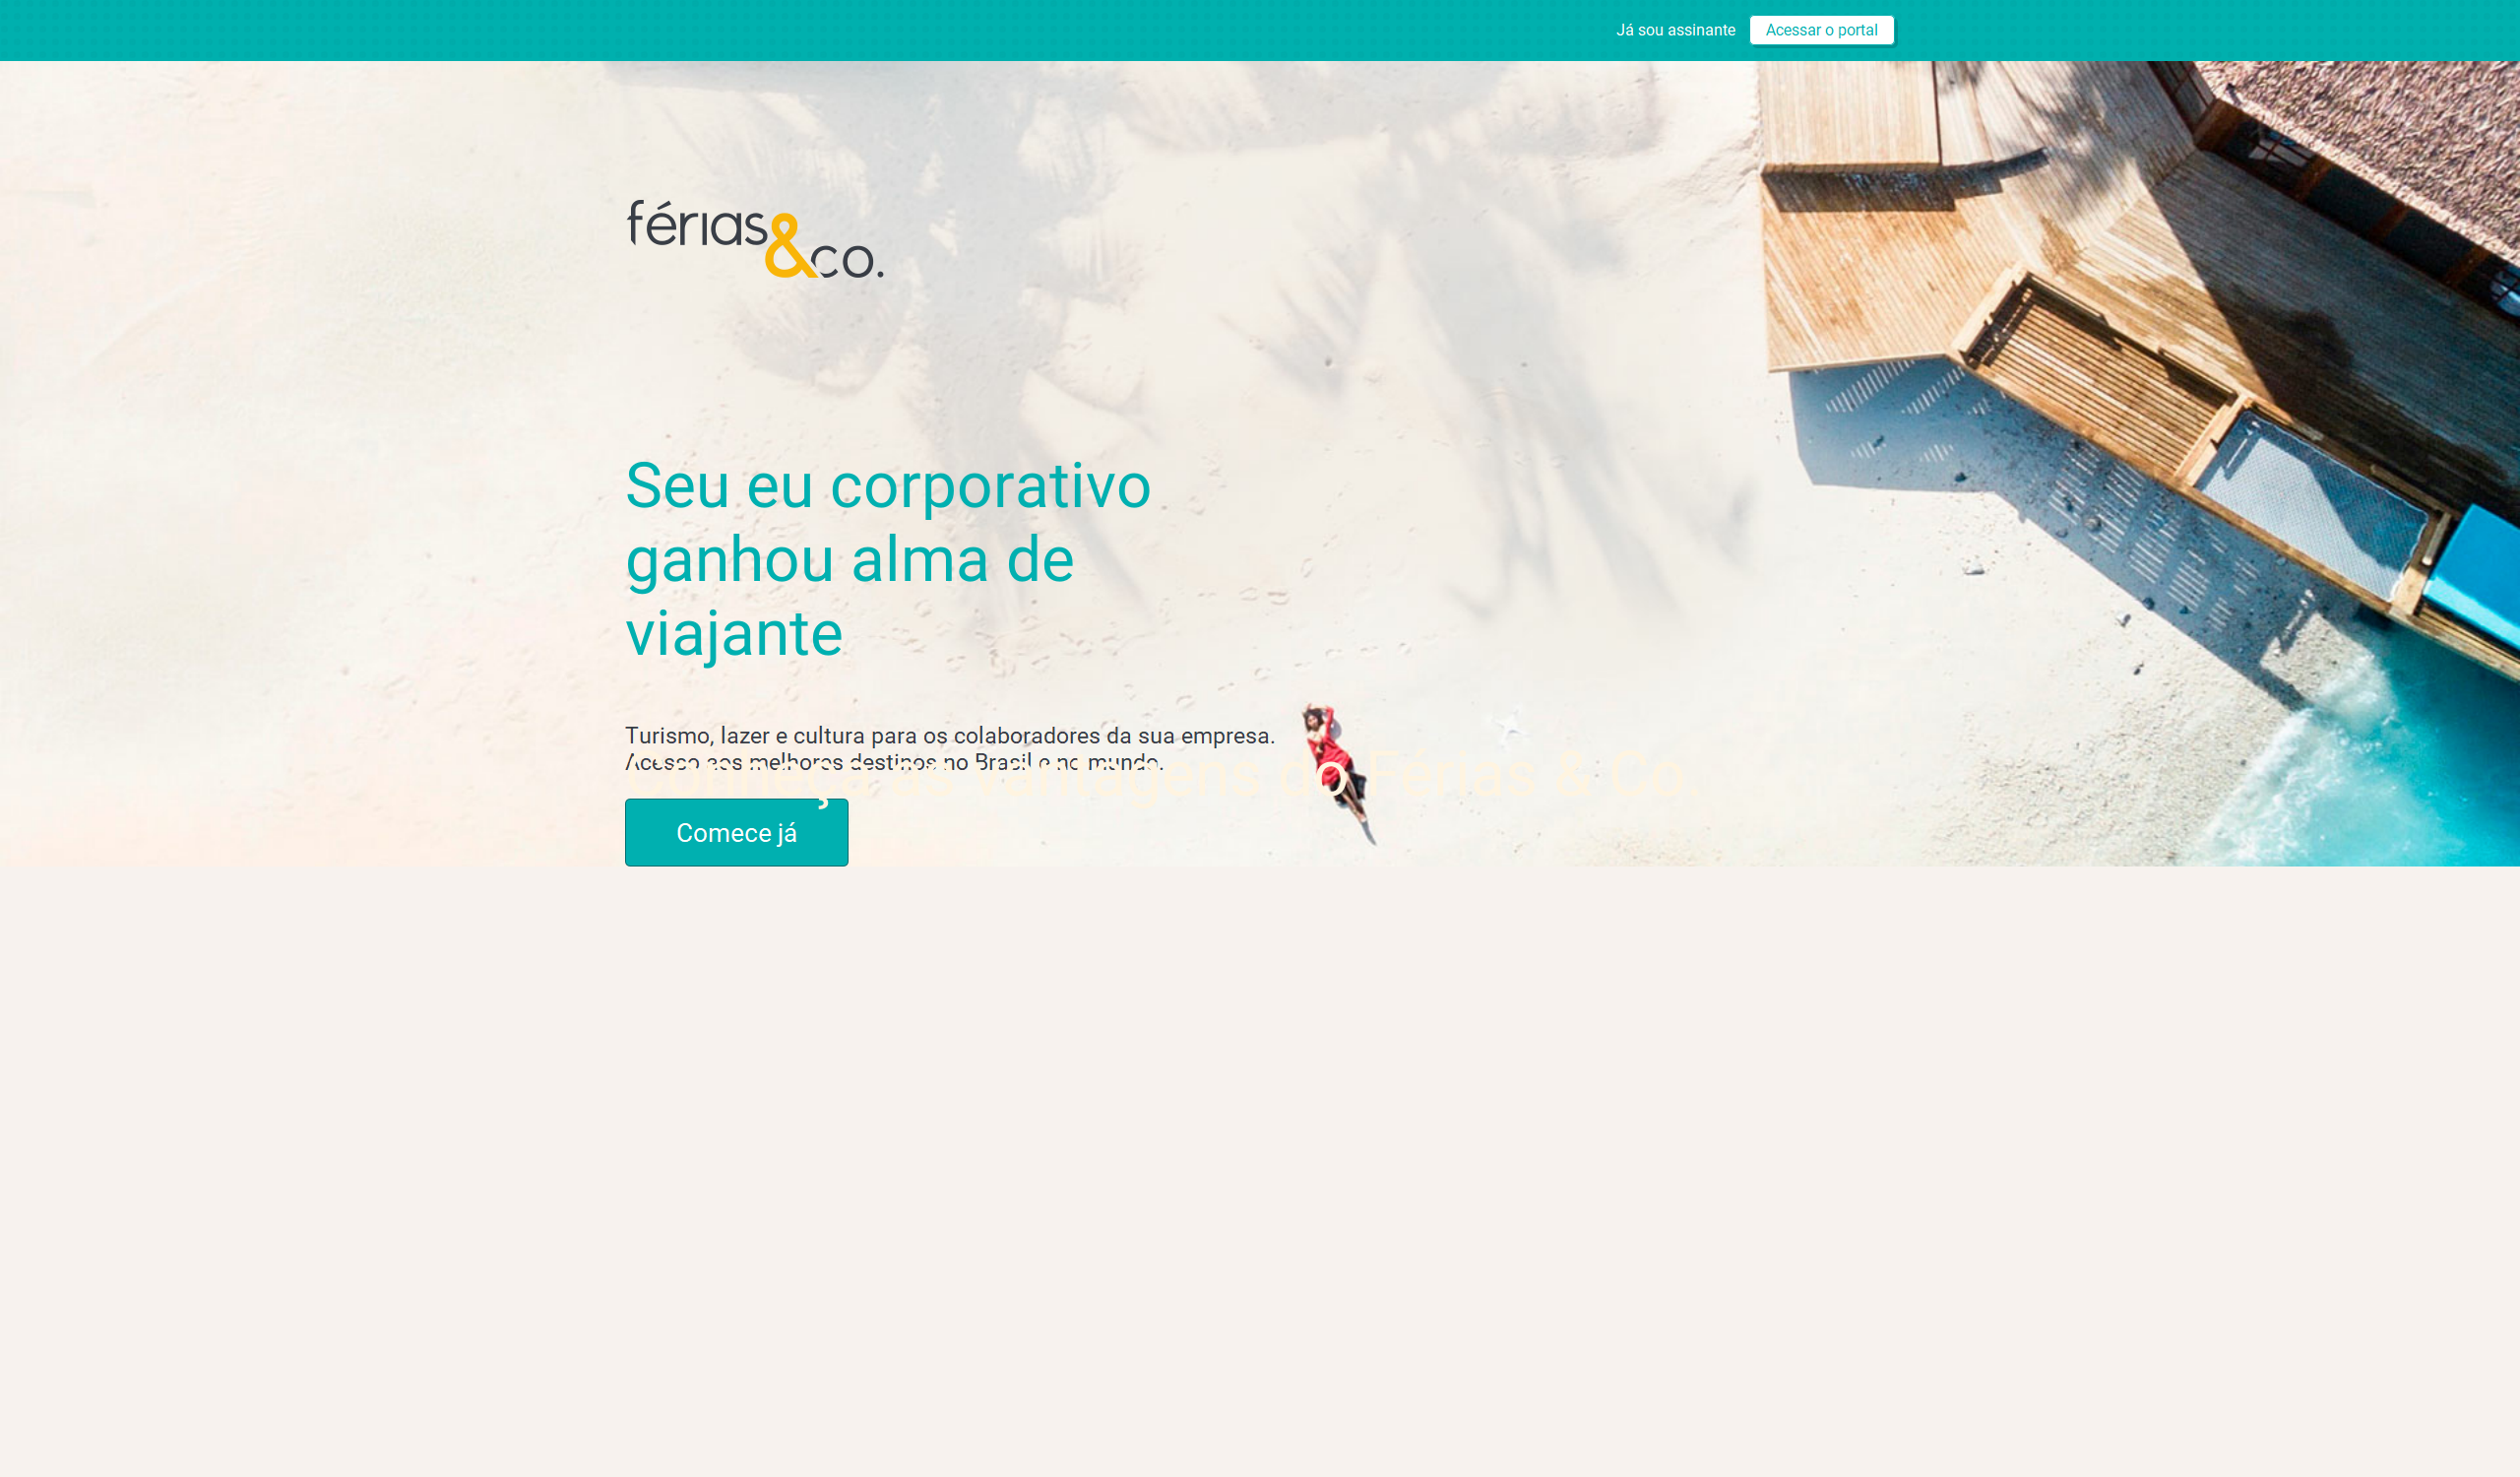 Já sou assinante
Acessar o portal
férias&co.
Seu eu corporativo
ganhou alma de
viajante
Turismo, lazer e cultura para os colaboradores da sua empresa.
Acesso aos melhores destinos no Brasil e no mundo.
Conheça as vantagens do Férias & Co.
Comece já